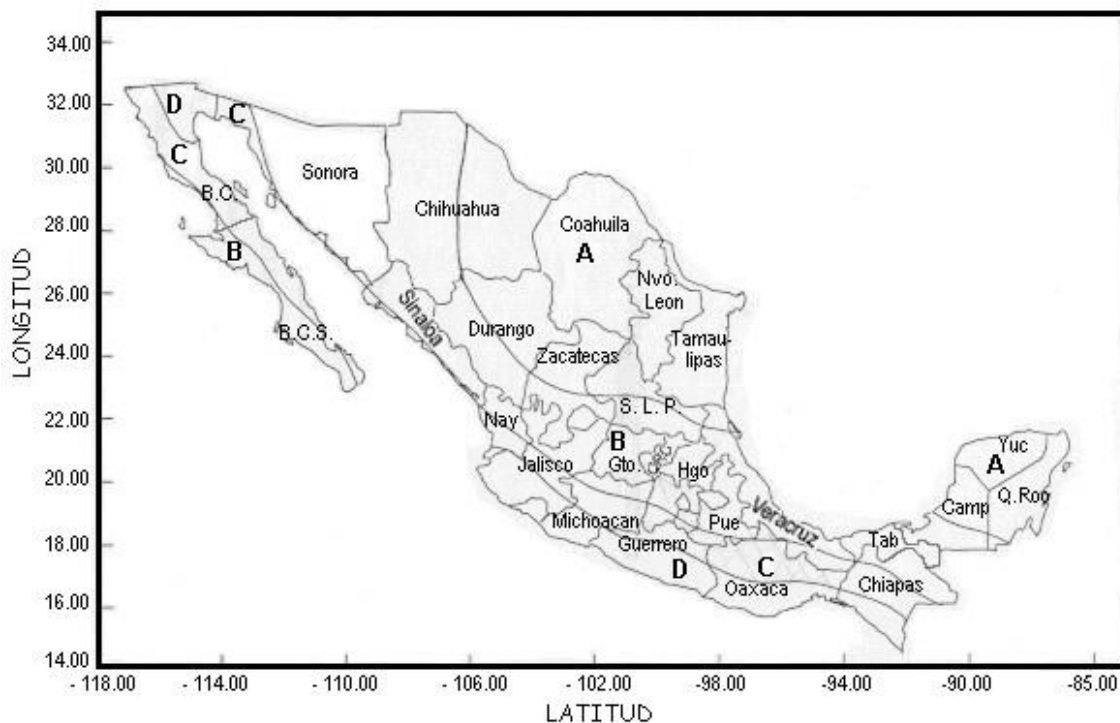 34.00
32.00
30.00
28.00
26.00
24.00
22.00
20.00
18.00
16.00
14.00
LONGITUD
D
C
C
B.C.
B
B.C.S.
Sonora
Chihuahua
Coahuila
A
Nvo.
Leon
Sinaloa
Durango
Zacatecas
Tamau-
lipas
S. L. P.
Nay
B
Jalisco
Gto.
Hgo
Michoacan
Pue
Veracruz
Guerrero
D
C
Oaxaca
Tab
Chiapas
Camp
Yuc
A
Q.Roo
- 118.00 - 114.00 - 110.00 - 106.00 - 102.00 -98.00 -94.00 -90.00 -85.00
LATITUD